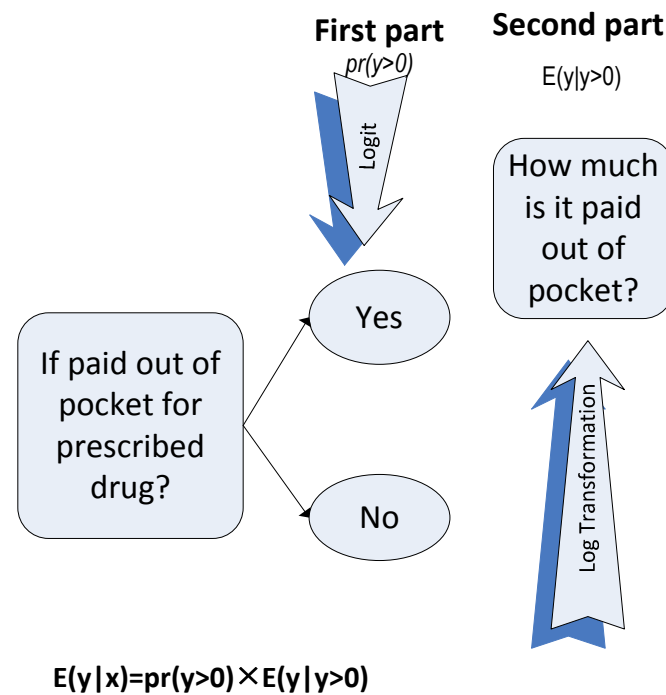 First part
pr(y>0)
Second part
E(y|y>0)
Logit
How much
is it paid
out of
pocket?
Yes
If paid out of
pocket for
prescribed
drug?
No
Log Transformation
E(y|x)=pr(y>0)×E(y|y>0)